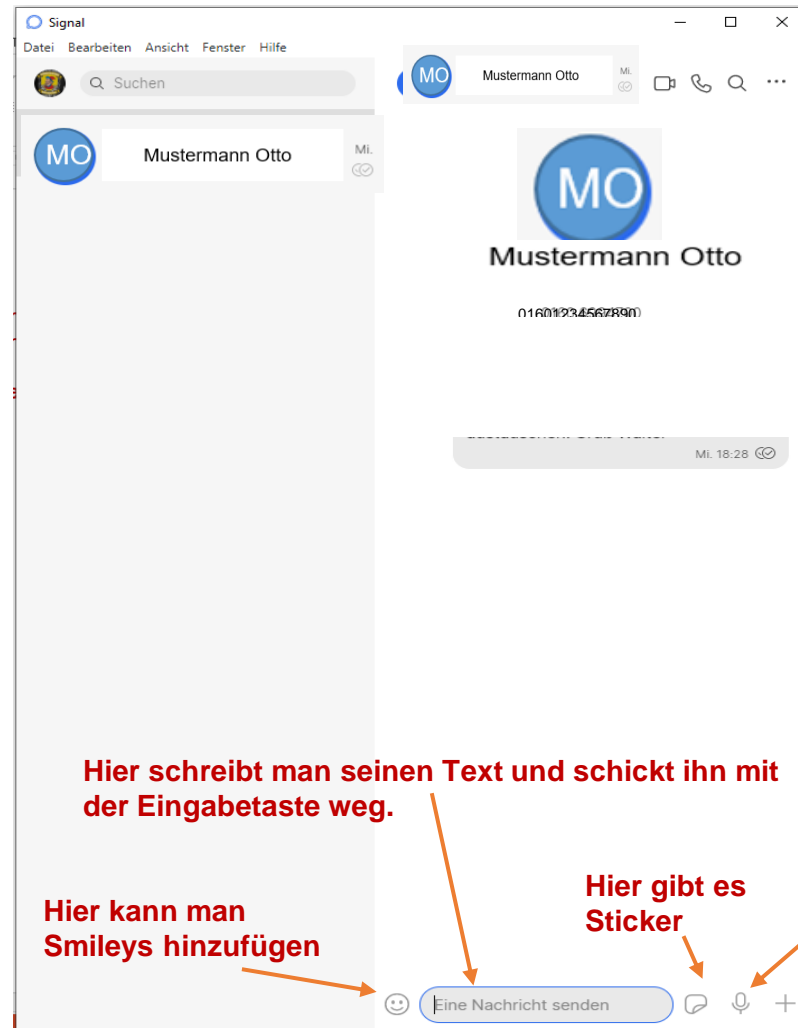 Signal
Datei Bearbeiten Ansicht Fenster Hilfe
Suchen
MO
Mustermann Otto
Mi.
MO
Mustermann Otto
Mi.
MO
Mustermann Otto
01601234567890
Mi. 18:28
Hier schreibt man seinen Text und schickt ihn mit
der Eingabetaste weg.
Hier gibt es
Sticker
Hier kann man
Smileys hinzufügen
Eine Nachricht senden